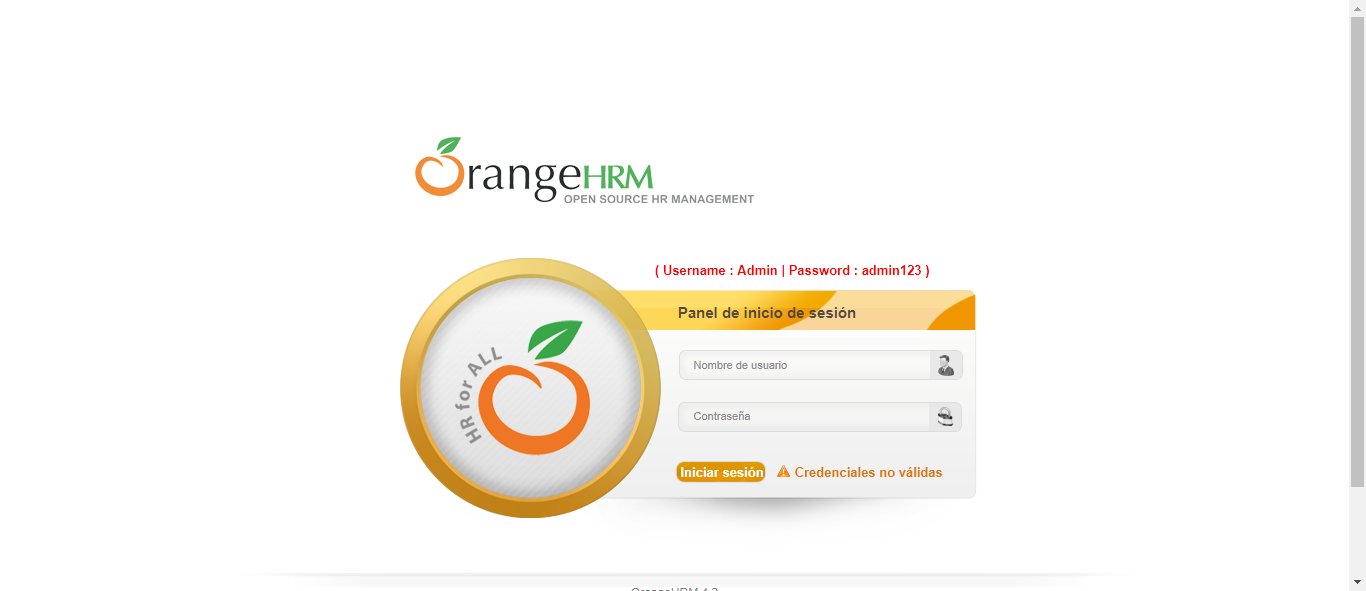 OrangeHRM
OPEN SOURCE HR MANAGEMENT
( Username : Admin | Password : admin123 )
Panel de inicio de sesión
HR for ALL
Nombre de usuario
Contraseña
Iniciar sesión
Credenciales no válidas